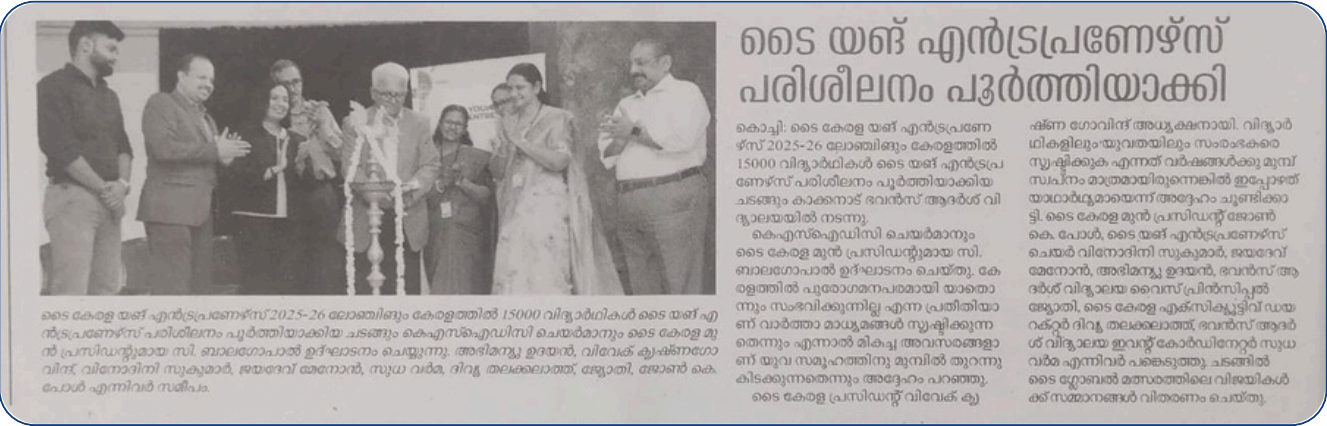 ടൈ യങ് എൻട്രപ്രണേഴ്സ്
പരിശീലനം പൂർത്തിയാക്കി
കൊച്ചി: ടൈ കേരള യങ് എൻട്രപ്രണേ
ഴ്സ് 2025-26 ലോഞ്ചിങും കേരളത്തിൽ
15000 വിദ്യാർഥികൾ ടൈ യങ് എൻട്രപ്ര
ണേഴ്സ് പരിശീലനം പൂർത്തിയാക്കിയ
ചടങ്ങും കാക്കനാട് ഭവൻസ് ആദർശ് വി
ദ്യാലയയിൽ നടന്നു.
കെഎസ്ഐഡിസി ചെയർമാനും
ടൈ കേരള മുൻ പ്രസിഡന്റുമായ സി.
ബാലഗോപാൽ ഉദ്ഘാടനം ചെയ്തു. കേ
രളത്തിൽ പുരോഗമനപരമായി യാതൊ
ന്നും സംഭവിക്കുന്നില്ല എന്ന പ്രതീതിയാ
ണ് വാർത്താ മാധ്യമങ്ങൾ സൃഷ്ടിക്കുന്ന
തെന്നും എന്നാൽ മികച്ച അവസരങ്ങളാ
ണ് യുവ സമൂഹത്തിനു മുമ്പിൽ തുറന്നു
കിടക്കുന്നതെന്നും അദ്ദേഹം പറഞ്ഞു.
ടൈ കേരള പ്രസിഡന്റ് വിവേക് കൃ
ഷ്ണ ഗോവിന്ദ് അധ്യക്ഷനായി. വിദ്യാർ
ഥികളിലും യുവതയിലും സംരംഭകരെ
സൃഷ്ടിക്കുക എന്നത് വർഷങ്ങൾക്കു മുമ്പ്
സ്വപ്നം മാത്രമായിരുന്നെങ്കിൽ ഇപ്പോഴത്
യാഥാർഥ്യമായെന്ന് അദ്ദേഹം ചൂണ്ടിക്കാ
ട്ടി. ടൈ കേരള മുൻ പ്രസിഡന്റ് ജോൺ
കെ. പോൾ, ടൈ യങ് എൻട്രപ്രണേഴ്സ്
ചെയർ വിനോദിനി സുകുമാർ, ജയദേവ്
മേനോൻ, അഭിമന്യു ഉദയൻ, ഭവൻസ് ആ
ദർശ് വിദ്യാലയ വൈസ് പ്രിൻസിപ്പൽ
ജ്യോതി, ടൈ കേരള എക്സിക്യൂട്ടിവ് ഡയ
റക്റ്റർ ദിവ്യ തലക്കലാത്ത്, ഭവൻസ് ആദർ
ശ് വിദ്യാലയ ഇവന്റ് കോർഡിനേറ്റർ സുധ
വർമ എന്നിവർ പങ്കെടുത്തു. ചടങ്ങിൽ
ടൈ ഗ്ലോബൽ മത്സരത്തിലെ വിജയികൾ
ക്ക് സമ്മാനങ്ങൾ വിതരണം ചെയ്തു.
ടൈ കേരള യങ് എൻട്രപ്രണേഴ്സ് 2025-26 ലോഞ്ചിങും കേരളത്തിൽ 15000 വിദ്യാർഥികൾ ടൈ യങ് എ
ൻട്രപ്രണേഴ്സ് പരിശീലനം പൂർത്തിയാക്കിയ ചടങ്ങും കെഎസ്ഐഡിസി ചെയർമാനും ടൈ കേരള മു
ൻ പ്രസിഡന്റുമായ സി. ബാലഗോപാൽ ഉദ്ഘാടനം ചെയ്യുന്നു. അഭിമന്യു ഉദയൻ, വിവേക് കൃഷ്ണഗോ
വിന്ദ്, വിനോദിനി സുകുമാർ, ജയദേവ് മേനോൻ, സുധ വർമ, ദിവ്യ തലക്കലാത്ത്, ജ്യോതി, ജോൺ കെ.
പോൾ എന്നിവർ സമീപം.